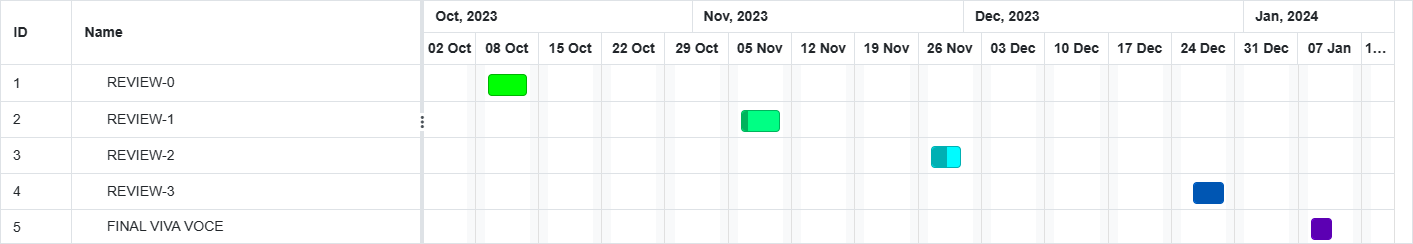 ID Name Oct, 2023 Nov, 2023 Dec, 2023 Jan, 2024
02 Oct 08 Oct 15 Oct 22 Oct 29 Oct 05 Nov 12 Nov 19 Nov 26 Nov 03 Dec 10 Dec 17 Dec 24 Dec 31 Dec 07 Jan 1…
1 REVIEW-0
2 REVIEW-1
3 REVIEW-2
4 REVIEW-3
5 FINAL VIVA VOCE